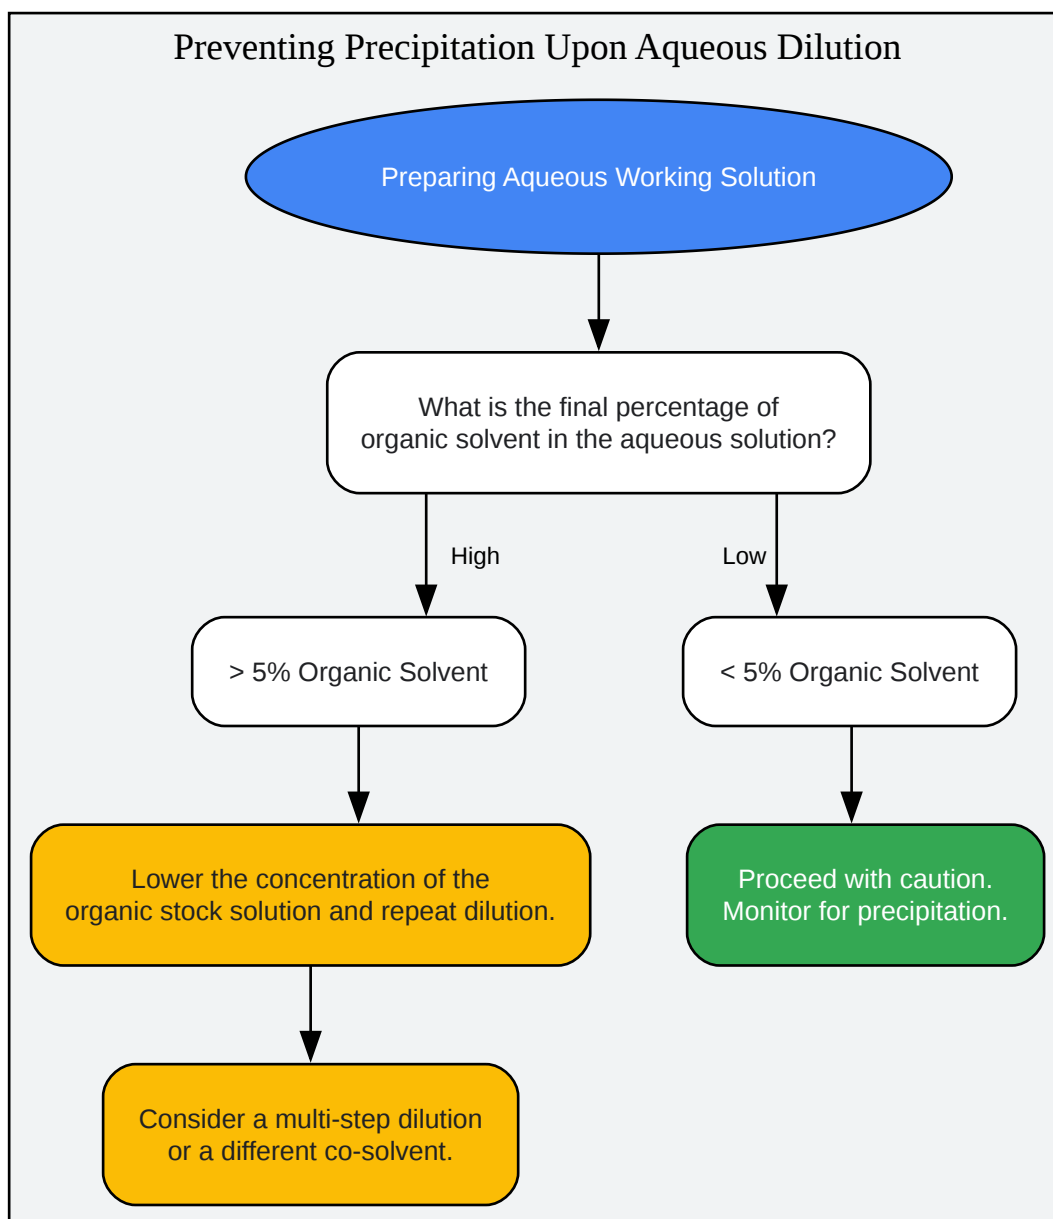 Preventing Precipitation Upon Aqueous Dilution
Preparing Aqueous Working Solution
What is the final percentage of
organic solvent in the aqueous solution?
High
Low
> 5% Organic Solvent
< 5% Organic Solvent
Lower the concentration of the
organic stock solution and repeat dilution.
Proceed with caution.
Monitor for precipitation.
Consider a multi-step dilution
or a different co-solvent.